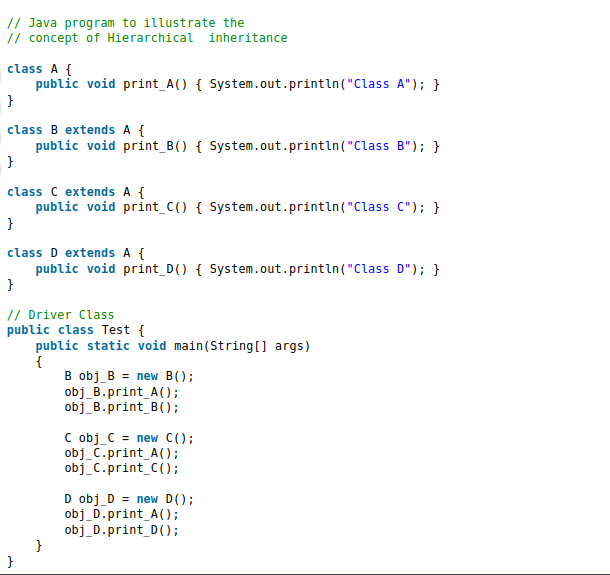 // Java program to illustrate the
// concept of Hierarchical  inheritance
class A {
    public void print_A() { System.out.println("Class A"); }
}
class B extends A {
    public void print_B() { System.out.println("Class B"); }
}
class C extends A {
    public void print_C() { System.out.println("Class C"); }
}
class D extends A {
    public void print_D() { System.out.println("Class D"); }
}
// Driver Class
public class Test {
    public static void main(String[] args)
    {
        B obj_B = new B();
        obj_B.print_A();
        obj_B.print_B();
        C obj_C = new C();
        obj_C.print_A();
        obj_C.print_C();
        D obj_D = new D();
        obj_D.print_A();
        obj_D.print_D();
    }
}